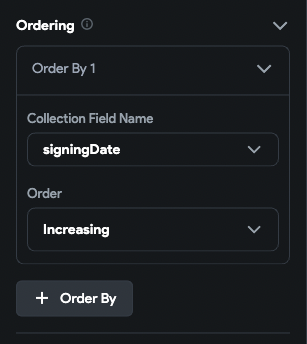 Ordering
Order By 1
Collection Field Name
signingDate
Order
Increasing
+ Order By